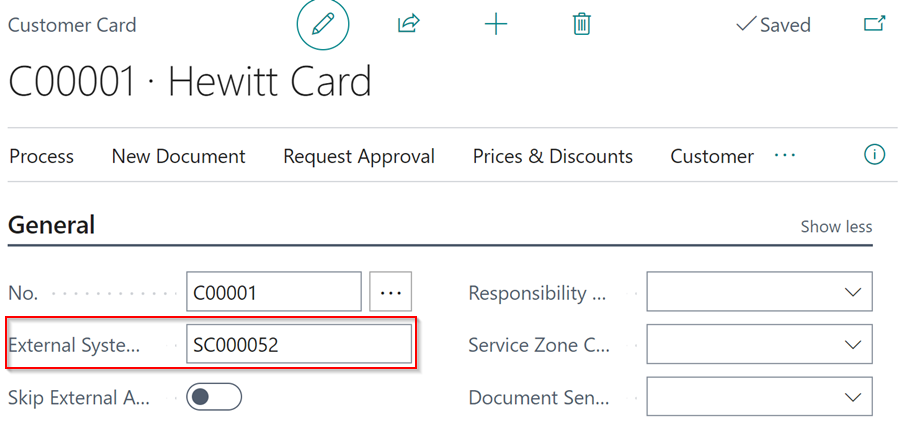 Customer Card
Saved
C00001 · Hewitt Card
Process New Document Request Approval Prices & Discounts Customer ...
General Show less
No. C00001 ... Responsibility ...
External Syste... SC000052 Service Zone C...
Skip External A... Document Sen...